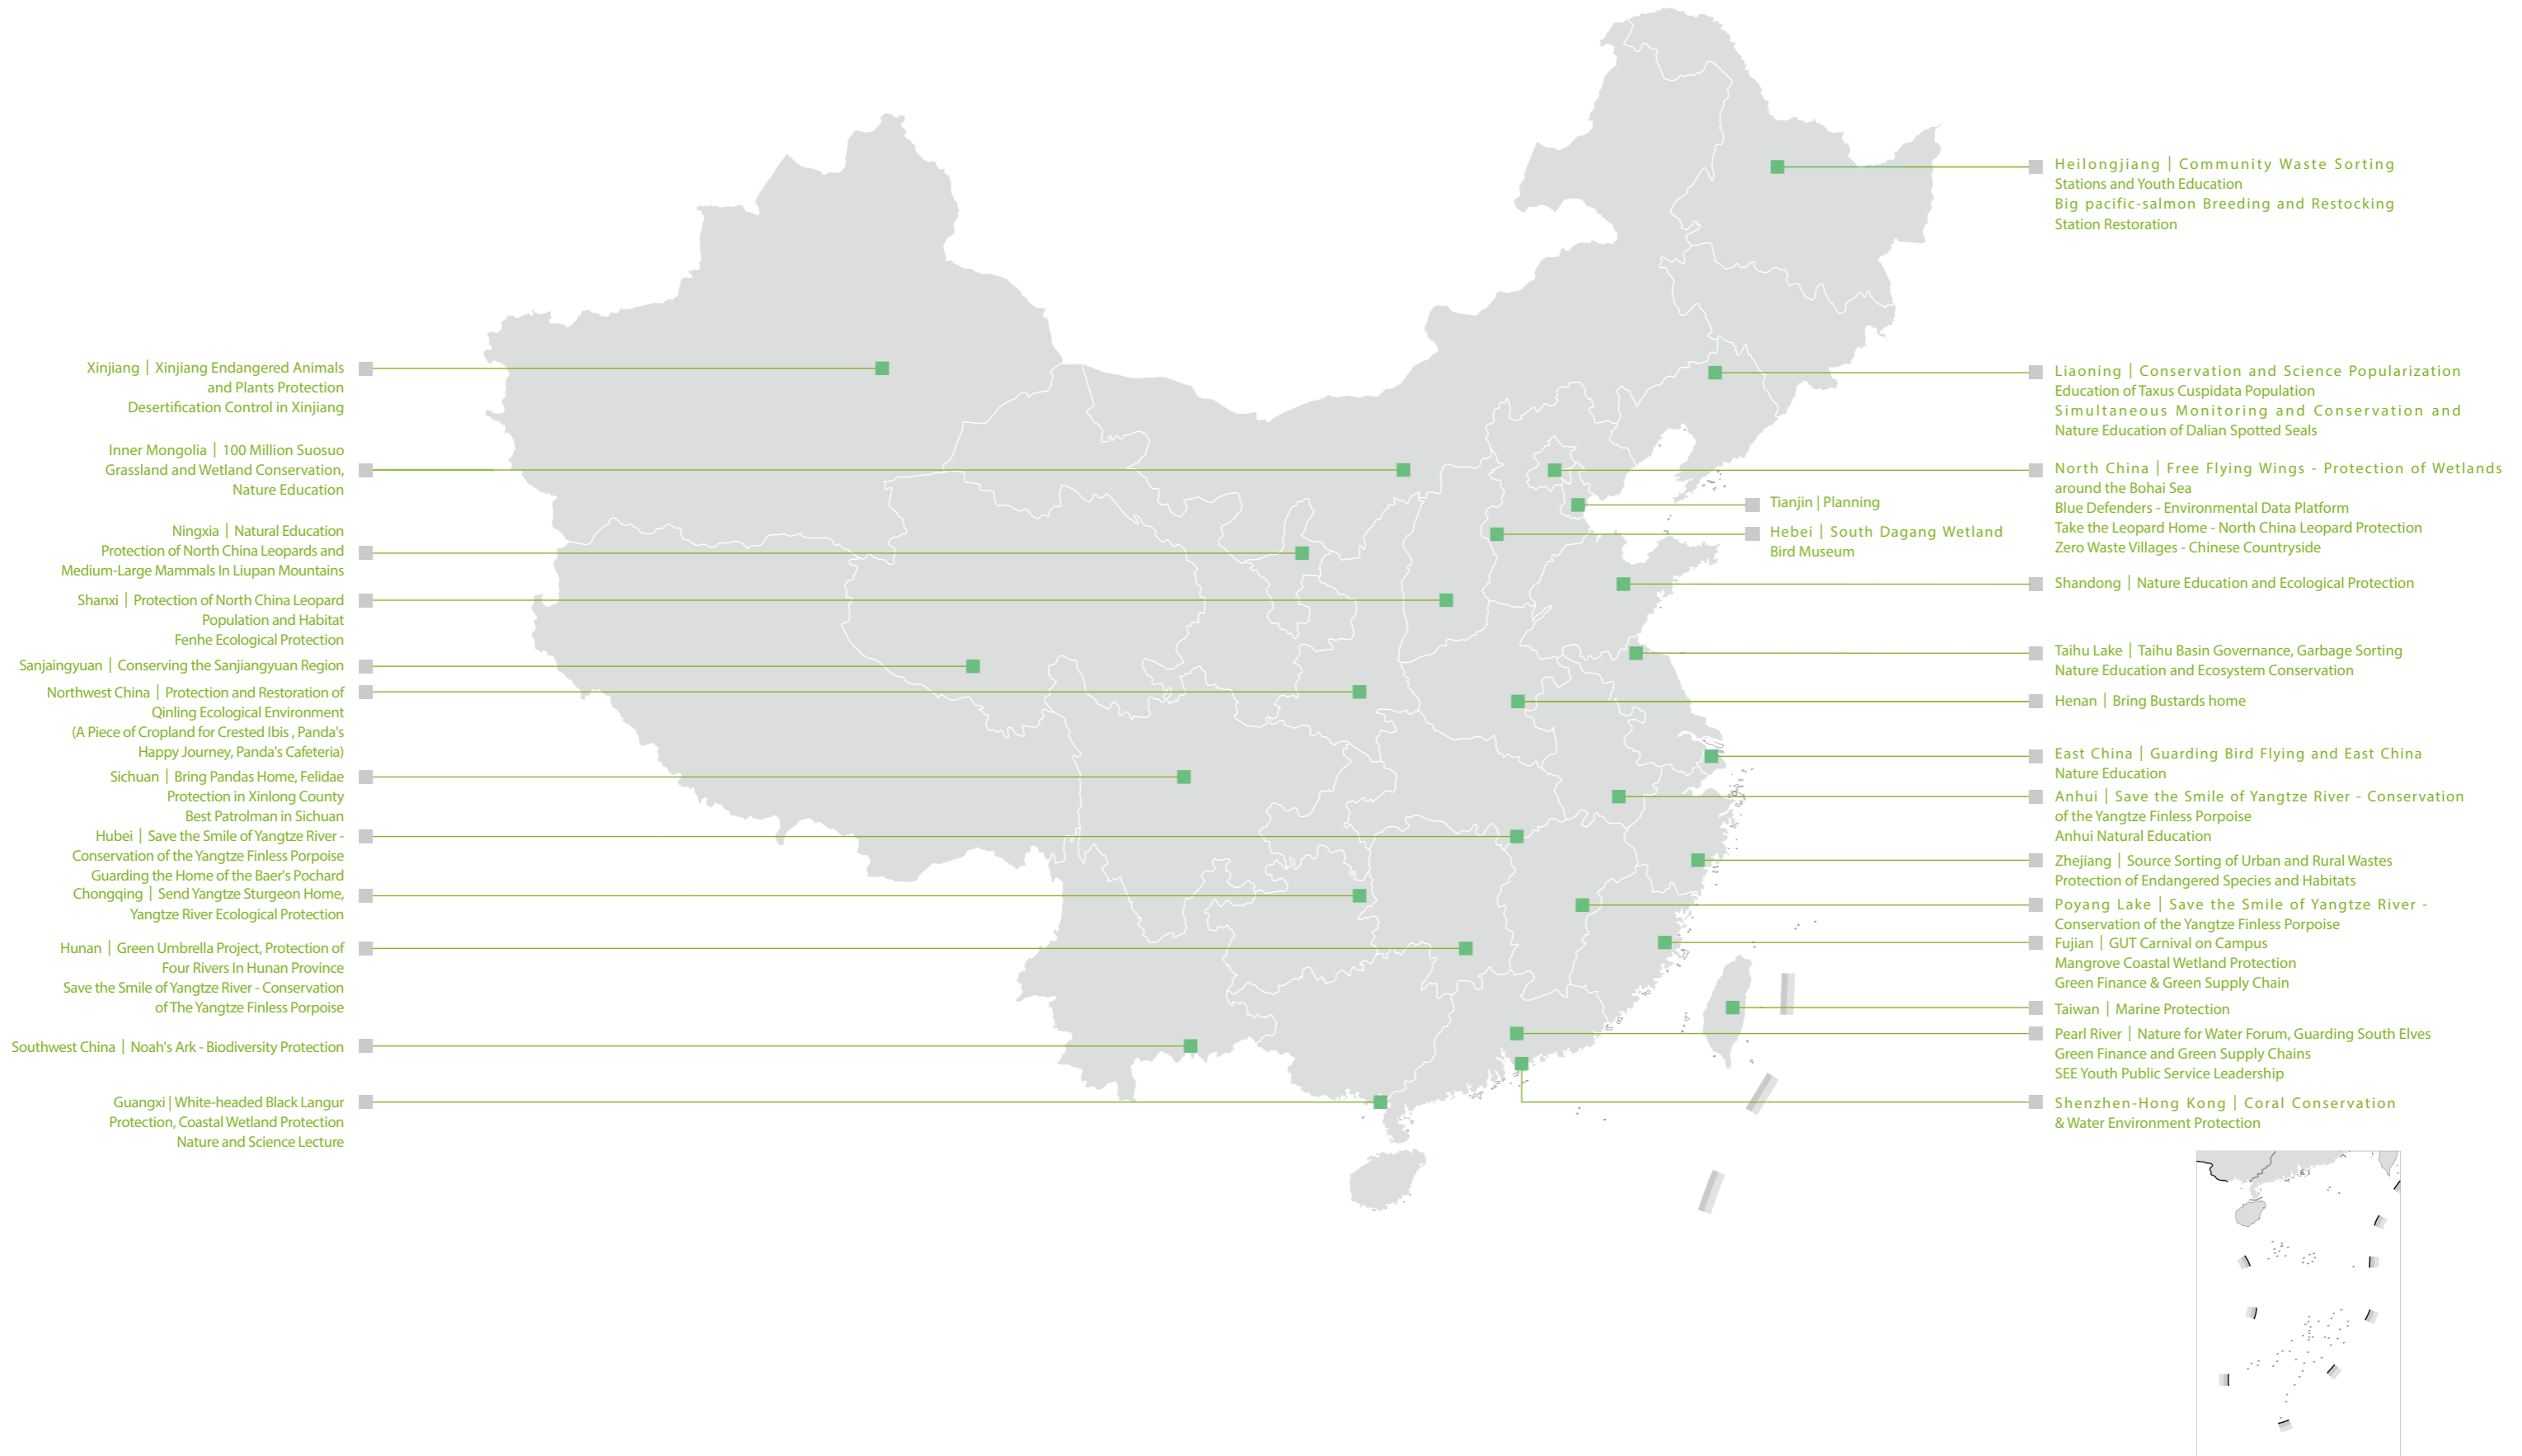 Xinjiang | Xinjiang Endangered Animals
and Plants Protection
Desertification Control in Xinjiang
Inner Mongolia | 100 Million Suosuo
Grassland and Wetland Conservation,
Nature Education
Ningxia | Natural Education
Protection of North China Leopards and
Medium-Large Mammals In Liupan Mountains
Shanxi | Protection of North China Leopard
Population and Habitat
Fenhe Ecological Protection
Sanjaingyuan | Conserving the Sanjiangyuan Region
Northwest China | Protection and Restoration of
Qinling Ecological Environment
(A Piece of Cropland for Crested Ibis , Panda's
Happy Journey, Panda's Cafeteria)
Sichuan | Bring Pandas Home, Felidae
Protection in Xinlong County
Best Patrolman in Sichuan
Hubei | Save the Smile of Yangtze River -
Conservation of the Yangtze Finless Porpoise
Guarding the Home of the Baer's Pochard
Chongqing | Send Yangtze Sturgeon Home,
Yangtze River Ecological Protection
Hunan | Green Umbrella Project, Protection of
Four Rivers In Hunan Province
Save the Smile of Yangtze River - Conservation
of The Yangtze Finless Porpoise
Southwest China | Noah's Ark - Biodiversity Protection
Guangxi | White-headed Black Langur
Protection, Coastal Wetland Protection
Nature and Science Lecture
Heilongjiang | Community Waste Sorting
Stations and Youth Education
Big pacific-salmon Breeding and Restocking
Station Restoration
Liaoning | Conservation and Science Popularization
Education of Taxus Cuspidata Population
Simultaneous Monitoring and Conservation and
Nature Education of Dalian Spotted Seals
North China | Free Flying Wings - Protection of Wetlands
around the Bohai Sea
Blue Defenders - Environmental Data Platform
Take the Leopard Home - North China Leopard Protection
Zero Waste Villages - Chinese Countryside
Tianjin | Planning
Hebei | South Dagang Wetland
Bird Museum
Shandong | Nature Education and Ecological Protection
Taihu Lake | Taihu Basin Governance, Garbage Sorting
Nature Education and Ecosystem Conservation
Henan | Bring Bustards home
East China | Guarding Bird Flying and East China
Nature Education
Anhui | Save the Smile of Yangtze River - Conservation
of the Yangtze Finless Porpoise
Anhui Natural Education
Zhejiang | Source Sorting of Urban and Rural Wastes
Protection of Endangered Species and Habitats
Poyang Lake | Save the Smile of Yangtze River -
Conservation of the Yangtze Finless Porpoise
Fujian | GUT Carnival on Campus
Mangrove Coastal Wetland Protection
Green Finance & Green Supply Chain
Taiwan | Marine Protection
Pearl River | Nature for Water Forum, Guarding South Elves
Green Finance and Green Supply Chains
SEE Youth Public Service Leadership
Shenzhen-Hong Kong | Coral Conservation
& Water Environment Protection